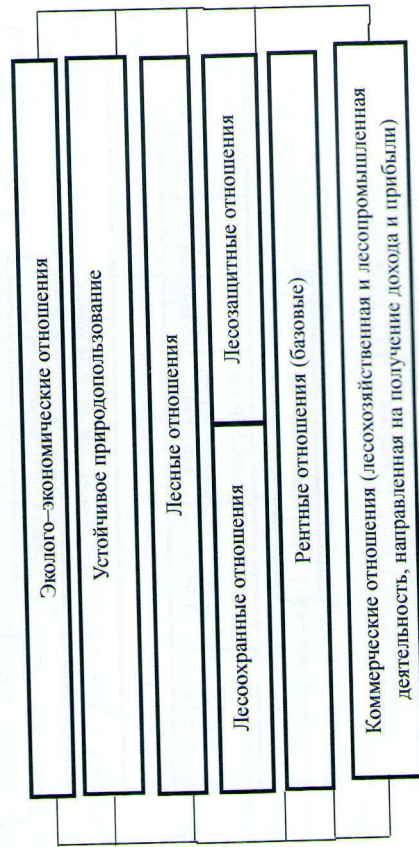 Эколого–экономические отношения
Устойчивое природопользование
Лесные отношения
Лесоохранные отношения
Лесозащитные отношения
Рентные отношения (базовые)
Коммерческие отношения (лесохозяйственная и лесопромышленная
деятельность, направленная на получение дохода и прибыли)